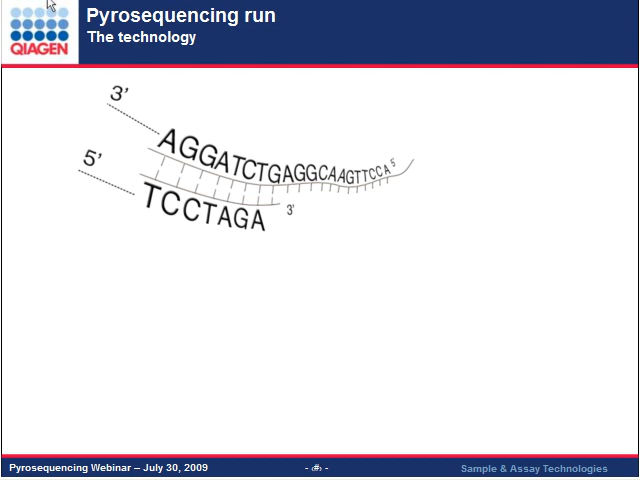 QIAGEN
Pyrosequencing run
The technology
3'
AGGATCTGAGGCAAGTTCCA
5'
5'
TCCTAGA
3'
Pyrosequencing Webinar – July 30, 2009
- ‹#› -
Sample & Assay Technologies